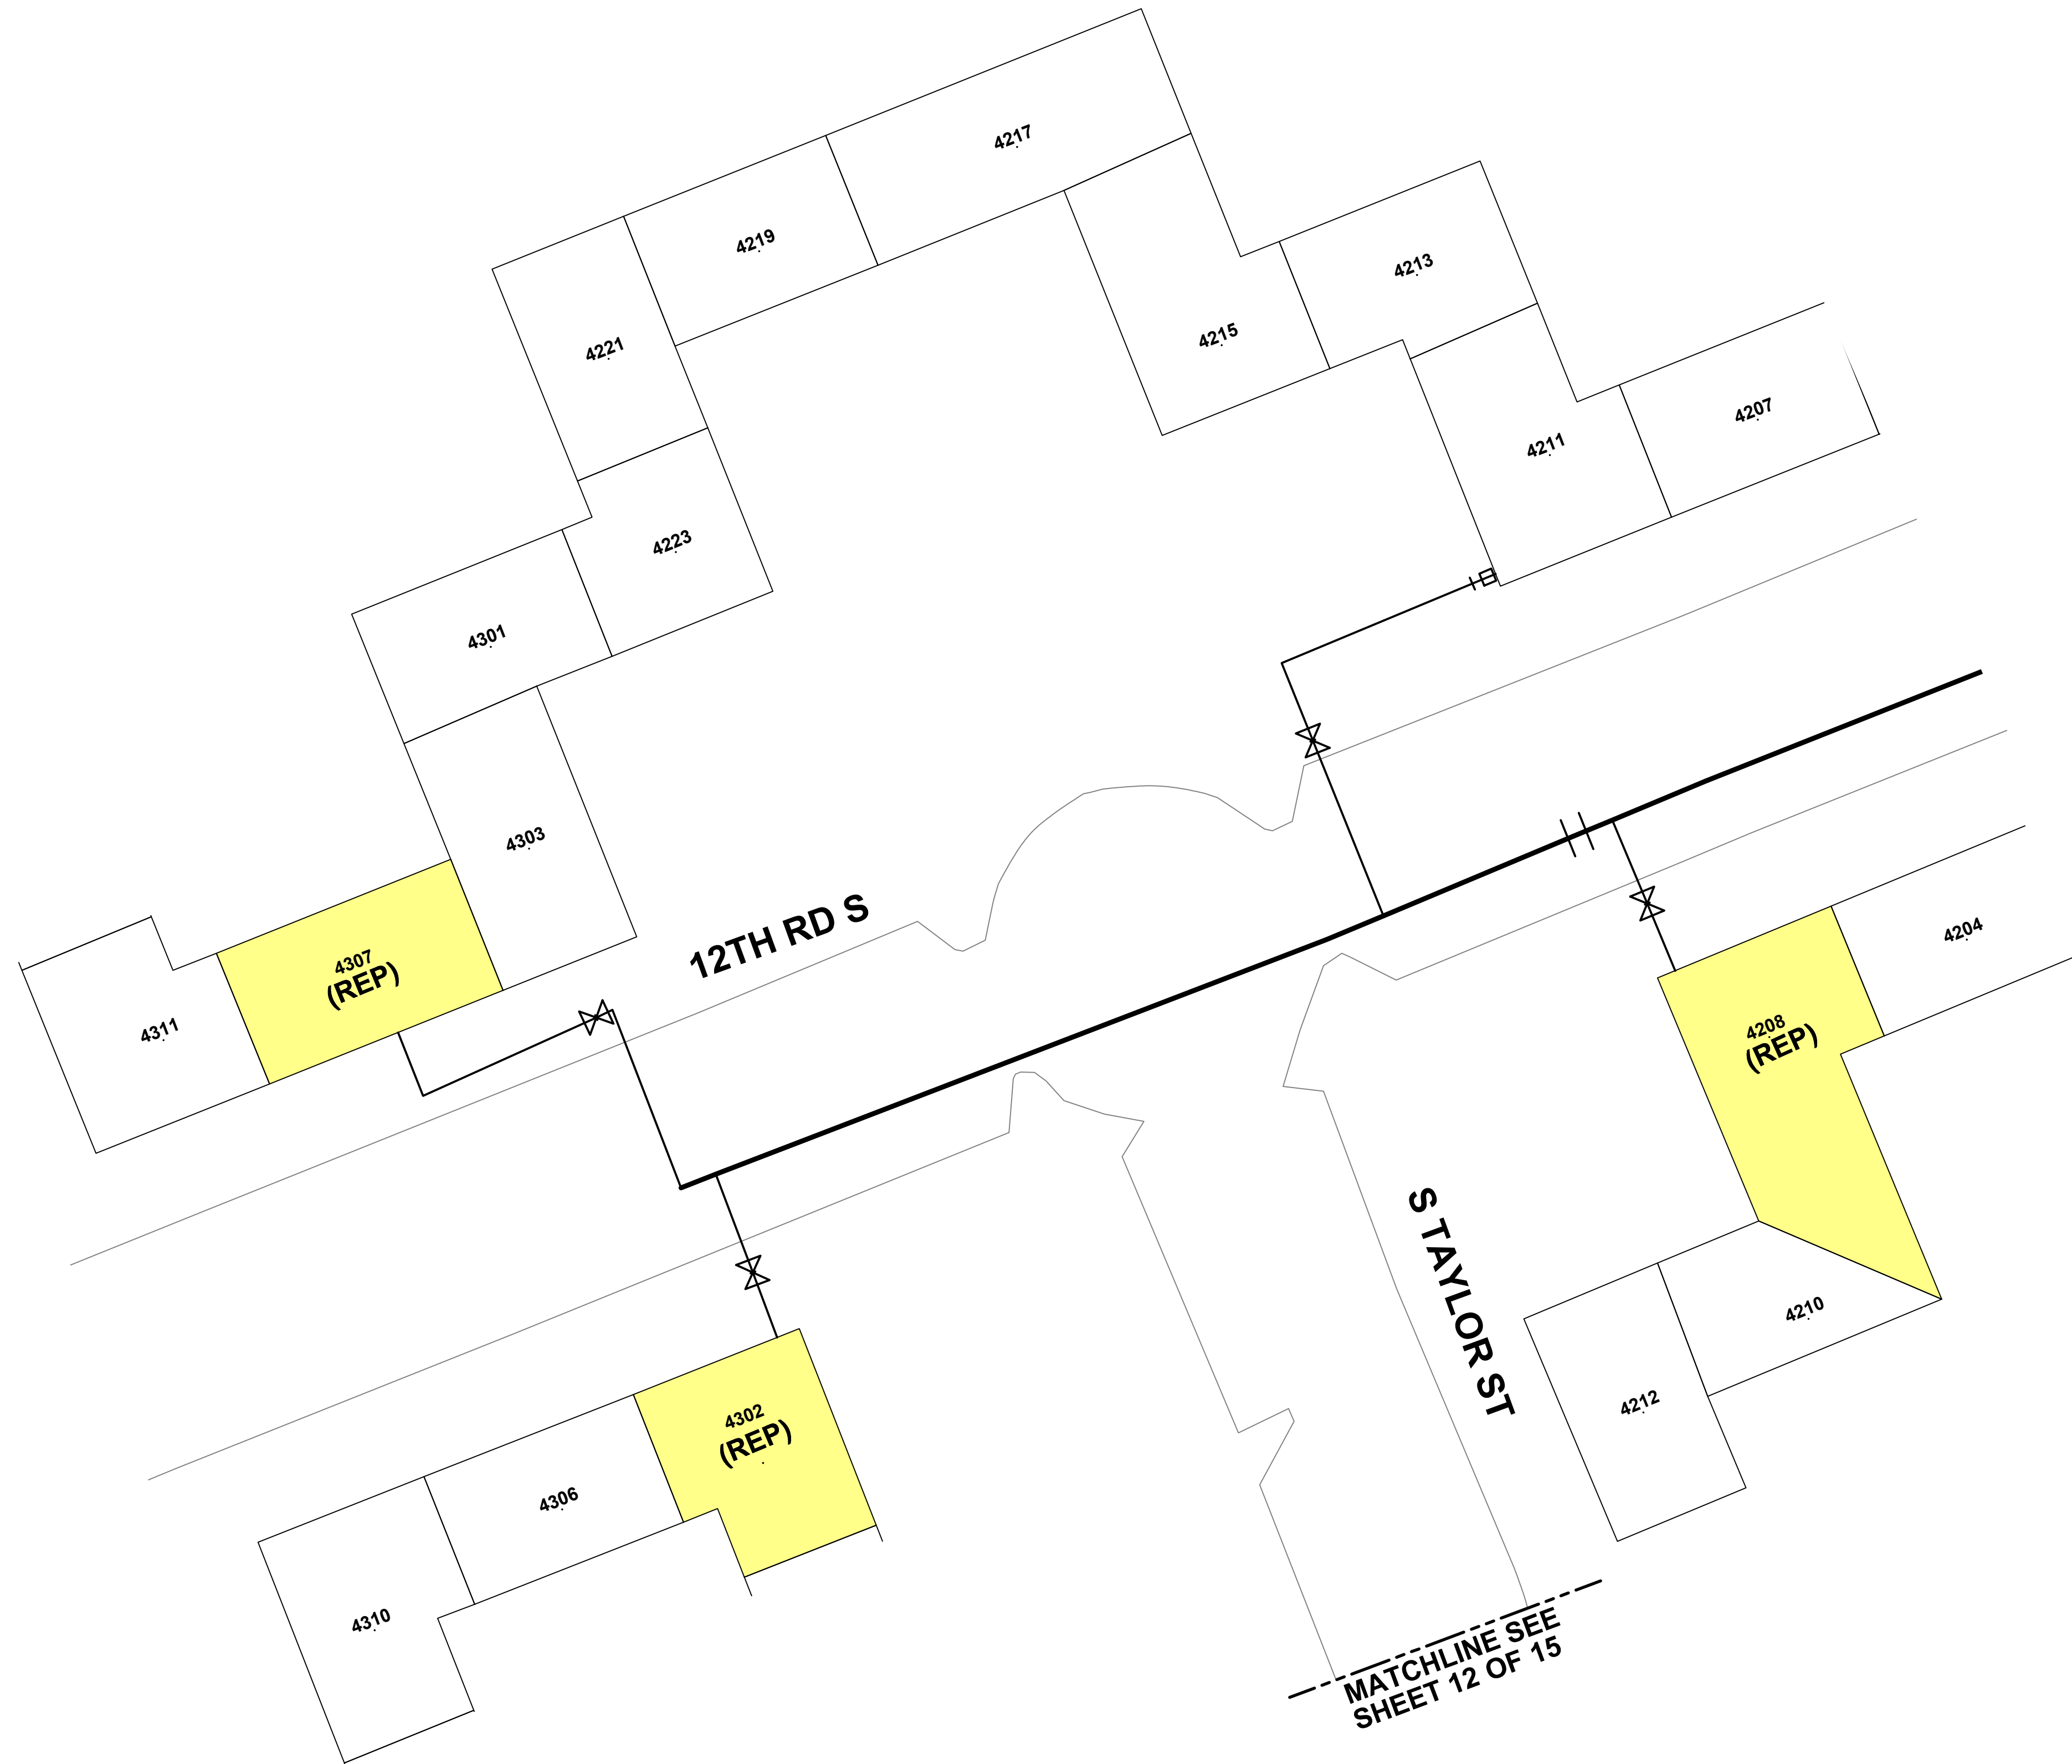 4217
4219
4213
4215
4221
4207
4211
4223
4301
4303
12TH RD S
4204
4307
(REP)
4311
4208
(REP)
S TAYLOR ST
4210
4212
4302
(REP)
4306
4310
MATCHLINE SEE
SHEET 12 OF 15